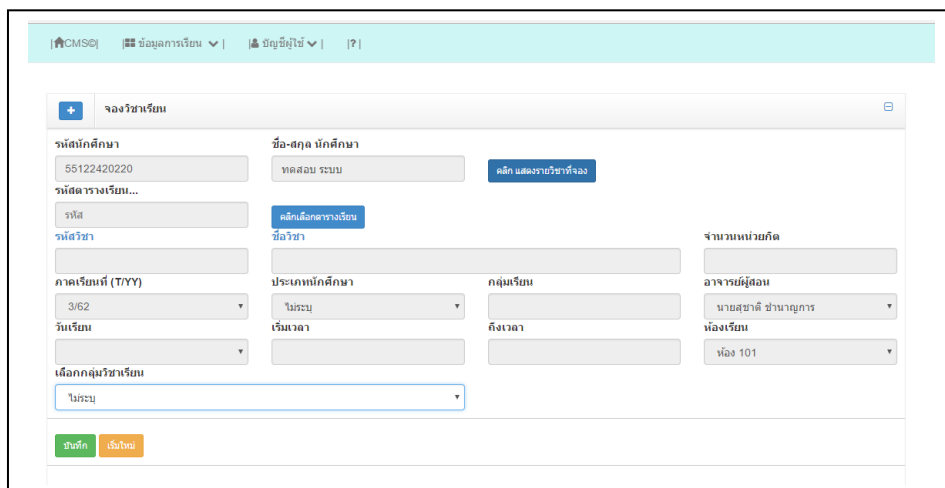 |CMS©| | ข้อมูลการเรียน | | บัญชีผู้ใช้ | |?|
+ จองวิชาเรียน
รหัสนักศึกษา ชื่อ-สกุล นักศึกษา
55122420220 ทดสอบ ระบบ คลิก แสดงรายวิชาที่จอง
รหัสตารางเรียน...
รหัส คลิกเลือกตารางเรียน
รหัสวิชา ชื่อวิชา จำนวนหน่วยกิต
ภาคเรียนที่ (T/YY) ประเภทนักศึกษา กลุ่มเรียน อาจารย์ผู้สอน
3/62 ไม่ระบุ นายสุชาติ ชำนาญการ
วันเรียน เริ่มเวลา ถึงเวลา ห้องเรียน
ห้อง 101
เลือกกลุ่มวิชาเรียน
ไม่ระบุ
บันทึก เริ่มใหม่